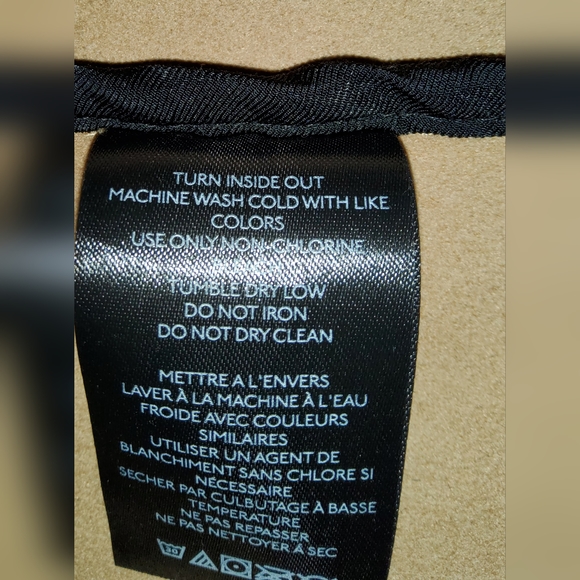 TURN INSIDE OUT
MACHINE WASH COLD WITH LIKE
COLORS
USE ONLY NON-CHLORINE
TUMBLE DRY LOW
DO NOT IRON
DO NOT DRY CLEAN
METTRE A L'ENVERS
LAVER À LA MACHINE À L'EAU
FROIDE AVEC COULEURS
SIMILAIRES
UTILISER UN AGENT DE
BLANCHIMENT SANS CHLORE SI
NÉCESSAIRE
SECHER PAR CULBUTAGE À BASSE
TEMPERATURE
NE PAS REPASSER
NE PAS NETTOYER À SEC
30